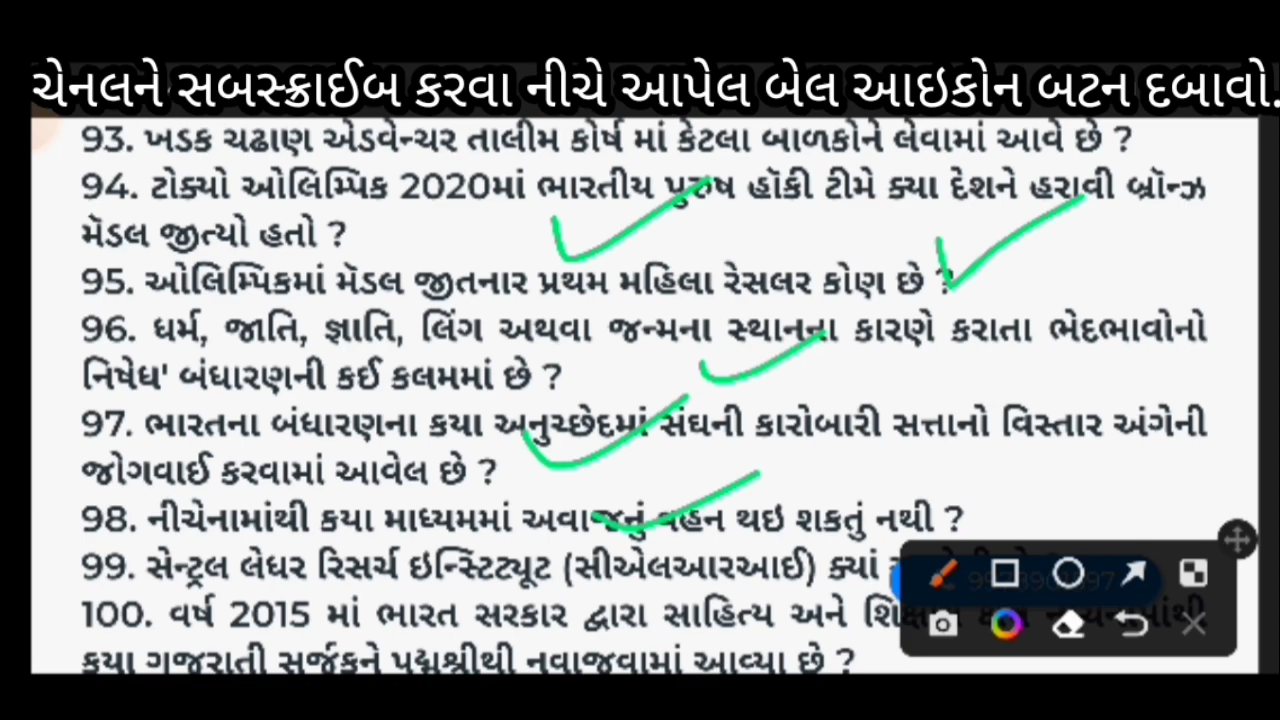 ચેનલને સબસ્ક્રાઈબ કરવા નીચે આપેલ બેલ આઇકોન બટન દબાવો.
93. ખડક ચઢાણ એડવેન્ચર તાલીમ કોર્ષ માં કેટલા બાળકોને લેવામાં આવે છે ?
94. ટોક્યો ઓલિમ્પિક 2020માં ભારતીય પુરુષ હૉકી ટીમે ક્યા દેશને હરાવી બ્રૉન્ઝ
મૅડલ જીત્યો હતો ?
95. ઓલિમ્પિકમાં મૅડલ જીતનાર પ્રથમ મહિલા રેસલર કોણ છે ?
96. ધર્મ, જાતિ, જ્ઞાતિ, લિંગ અથવા જન્મના સ્થાનના કારણે કરાતા ભેદભાવોનો
નિષેધ' બંધારણની કઈ કલમમાં છે ?
97. ભારતના બંધારણના કયા અનુચ્છેદમાં સંઘની કારોબારી સત્તાનો વિસ્તાર અંગેની
જોગવાઈ કરવામાં આવેલ છે ?
98. નીચેનામાંથી કયા માધ્યમમાં અવાજનું વહન થઇ શકતું નથી ?
99. સેન્ટ્રલ લેધર રિસર્ચ ઇન્સ્ટિટ્યૂટ (સીએલઆરઆઈ) ક્યાં
100. વર્ષ 2015 માં ભારત સરકાર દ્વારા સાહિત્ય અને
કયા ગુજરાતી સર્જકને પદ્મશ્રીથી નવાજવામાં આવ્યા છે ?